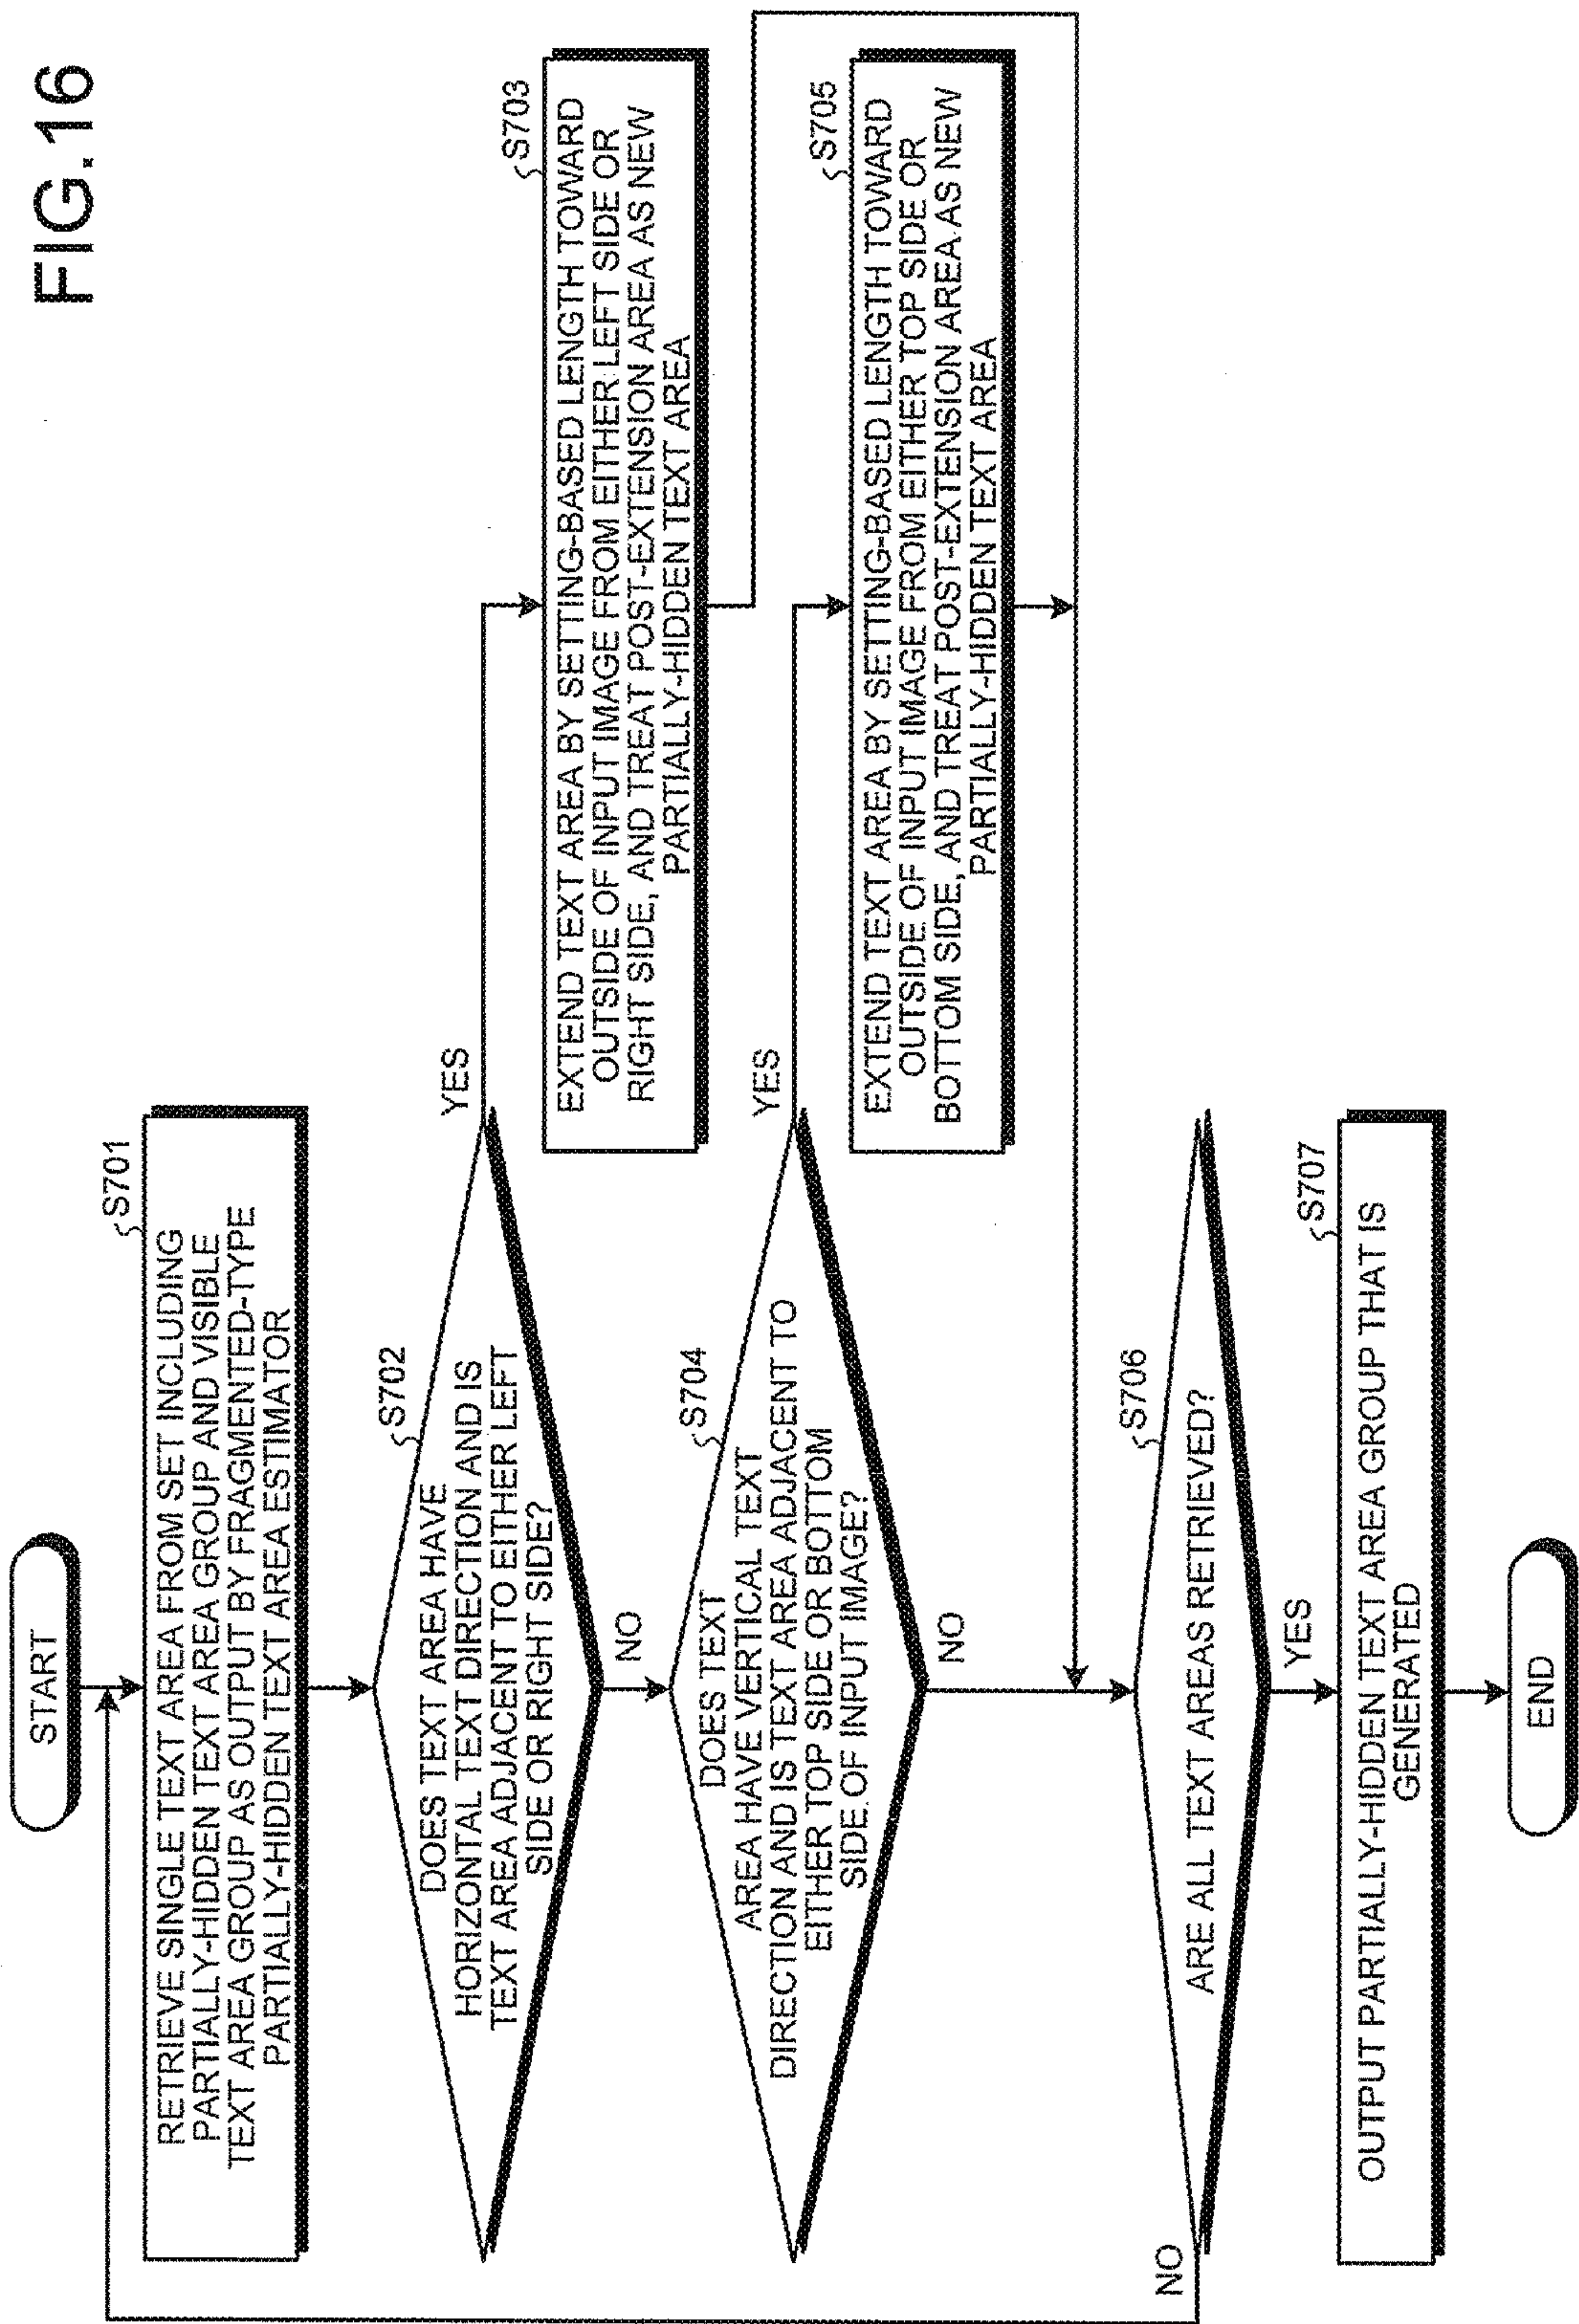 FIG.16
START
S701
RETRIEVE SINGLE TEXT AREA FROM SET INCLUDING
PARTIALLY-HIDDEN TEXT AREA GROUP AND VISIBLE
TEXT AREA GROUP AS OUTPUT BY FRAGMENTED-TYPE
PARTIALLY-HIDDEN TEXT AREA ESTIMATOR
S702
DOES TEXT AREA HAVE
HORIZONTAL TEXT DIRECTION AND IS
TEXT AREA ADJACENT TO EITHER LEFT
SIDE OR RIGHT SIDE?
YES
NO
S703
EXTEND TEXT AREA BY SETTING-BASED LENGTH TOWARD
OUTSIDE OF INPUT IMAGE FROM EITHER LEFT SIDE OR
RIGHT SIDE, AND TREAT POST-EXTENSION AREA AS NEW
PARTIALLY-HIDDEN TEXT AREA
S704
DOES TEXT
AREA HAVE VERTICAL TEXT
DIRECTION AND IS TEXT AREA ADJACENT TO
EITHER TOP SIDE OR BOTTOM
SIDE OF INPUT IMAGE?
YES
NO
S705
EXTEND TEXT AREA BY SETTING-BASED LENGTH TOWARD
OUTSIDE OF INPUT IMAGE FROM EITHER TOP SIDE OR
BOTTOM SIDE, AND TREAT POST-EXTENSION AREA AS NEW
PARTIALLY-HIDDEN TEXT AREA
S706
ARE ALL TEXT AREAS RETRIEVED?
NO
YES
S707
OUTPUT PARTIALLY-HIDDEN TEXT AREA GROUP THAT IS
GENERATED
END